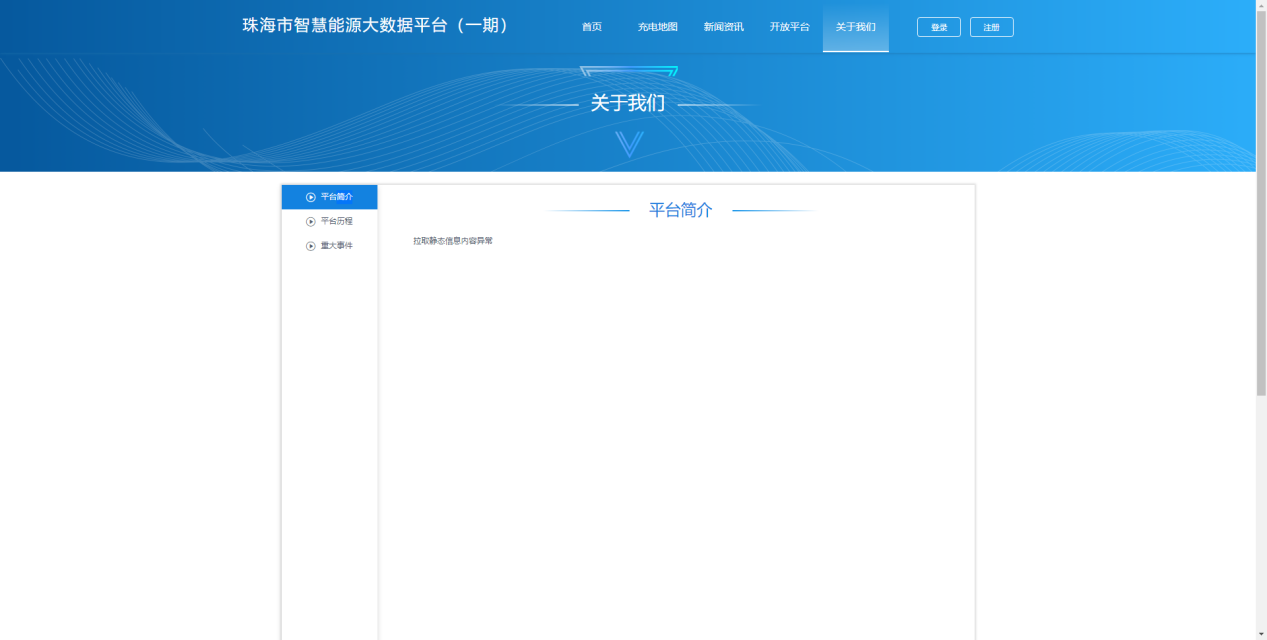 珠海市智慧能源大数据平台（一期） 首页 充电地图 新闻资讯 开放平台 关于我们 登录 注册
关于我们
平台简介
平台历程
重大事件
平台简介
拉取静态信息内容异常